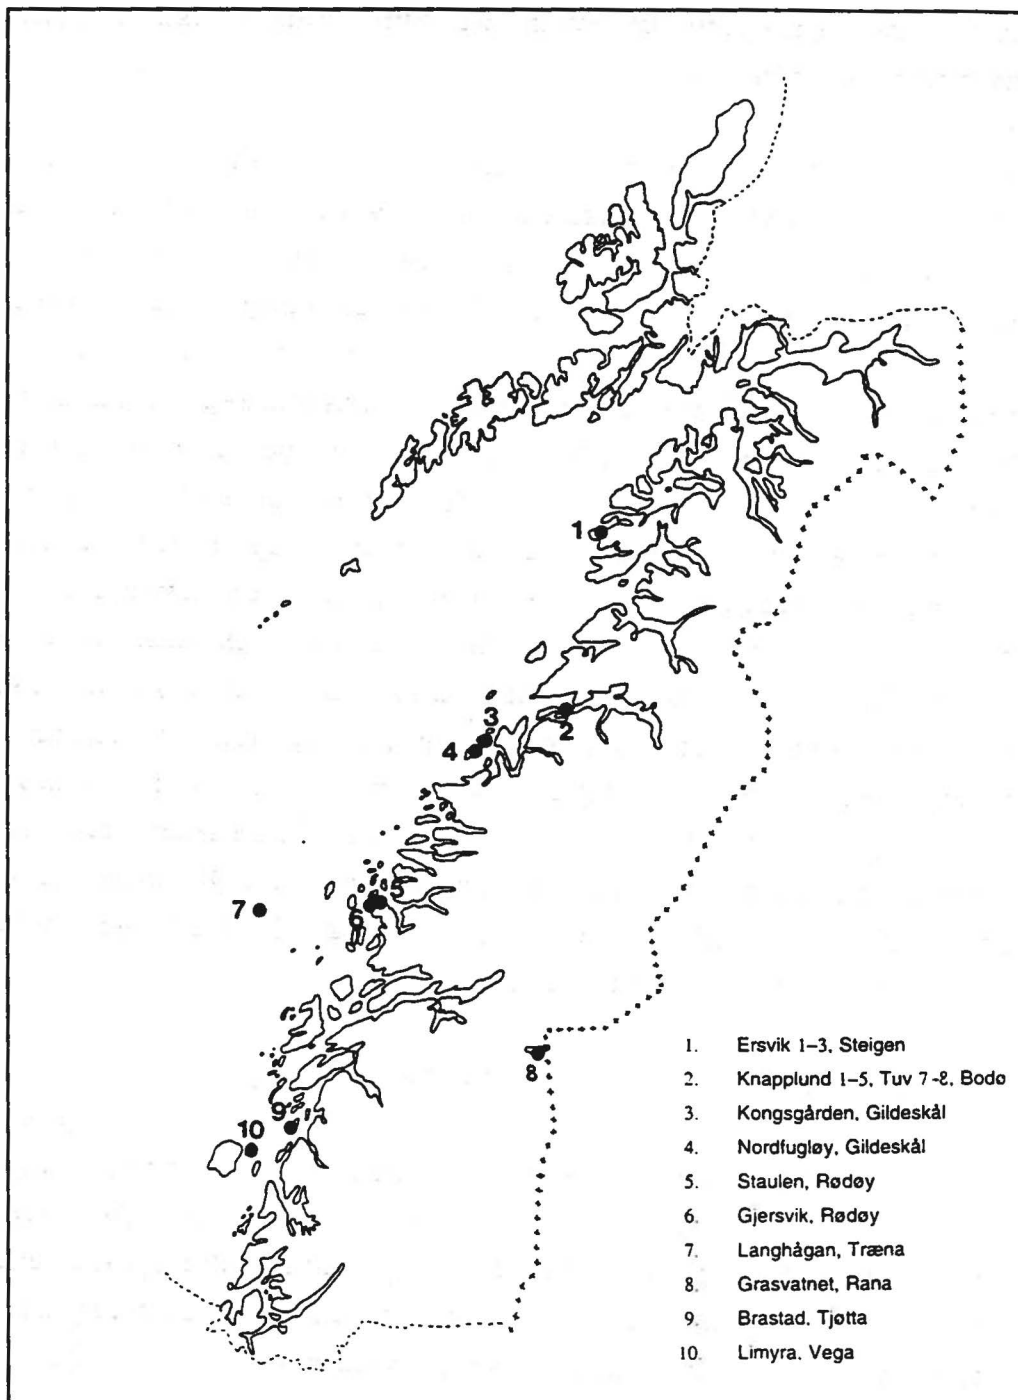 1
2
3
4
5
6
7
8
9
10
1. Ersvik 1–3, Steigen
2. Knapplund 1–5, Tuv 7-8, Bodø
3. Kongsgården, Gildeskål
4. Nordfugløy, Gildeskål
5. Staulen, Rødøy
6. Gjersvik, Rødøy
7. Langhågan, Træna
8. Grasvatnet, Rana
9. Brastad, Tjøtta
10. Limyra, Vega